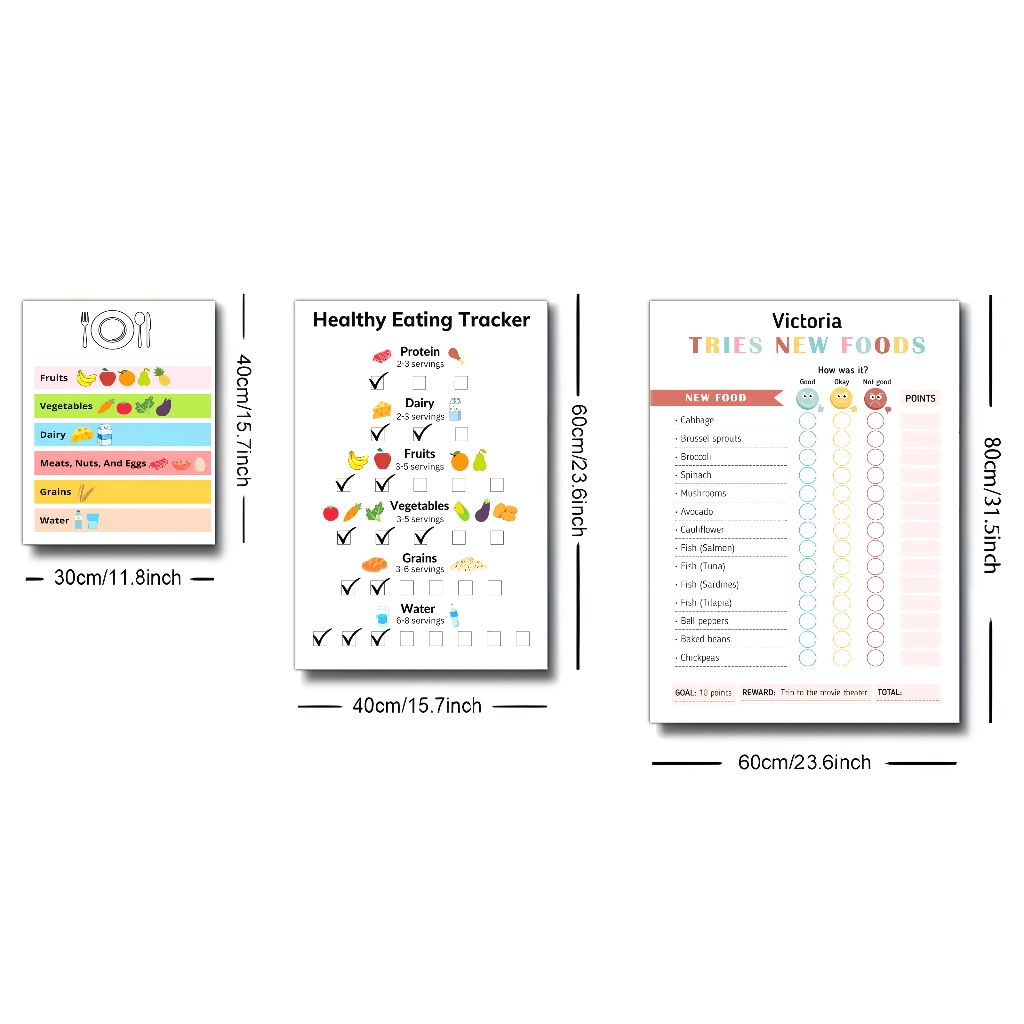 Fruits
Vegetables
Dairy
Meats, Nuts, And Eggs
Grains
Water
40cm/15.7inch
30cm/11.8inch
Healthy Eating Tracker
Protein
2-3 servings
Dairy
2-3 servings
Fruits
3-5 servings
Vegetables
3-5 servings
Grains
3-6 servings
Water
6-8 servings
60cm/23.6inch
40cm/15.7inch
Victoria
TRIES NEW FOODS
How was it?
Good Okay Not good
NEW FOOD POINTS
• Cabbage
• Brussel sprouts
• Broccoli
• Spinach
• Mushrooms
• Avocado
• Cauliflower
• Fish (Salmon)
• Fish (Tuna)
• Fish (Sardines)
• Fish (Tilapia)
• Bell peppers
• Baked beans
• Chickpeas
GOAL: 10 points REWARD: Trip to the movie theater TOTAL:
80cm/31.5inch
60cm/23.6inch